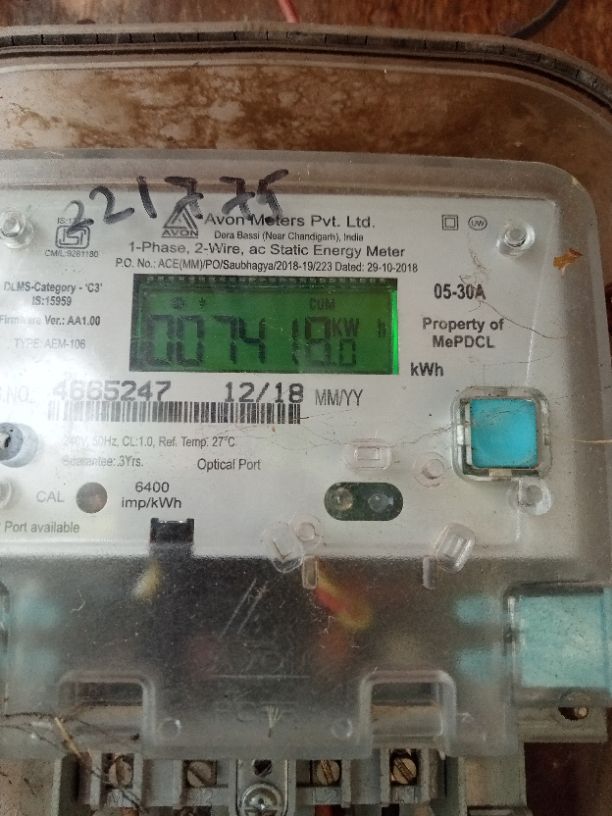 221775
IS:13
CM/L:9281180
AVON
Avon Meters Pvt. Ltd.
Dera Bassi (Near Chandigarh), India
1-Phase, 2-Wire, ac Static Energy Meter
P.O. No.: ACE(MM)/PO/Saubhagya/2018-19/223 Dated: 29-10-2018
DLMS-Category - 'C3'
IS:15959
Firmware Ver.: AA1.00
TYPE: AEM-106
CUM
007418.0 KW h
05-30A
Property of
MePDCL
kWh
S.NO. 4665247 12/18 MM/YY
240V, 50Hz, CL:1.0, Ref. Temp. 27°C
Guarantee: 3Yrs.
Optical Port
CAL
6400
imp/kWh
Port available